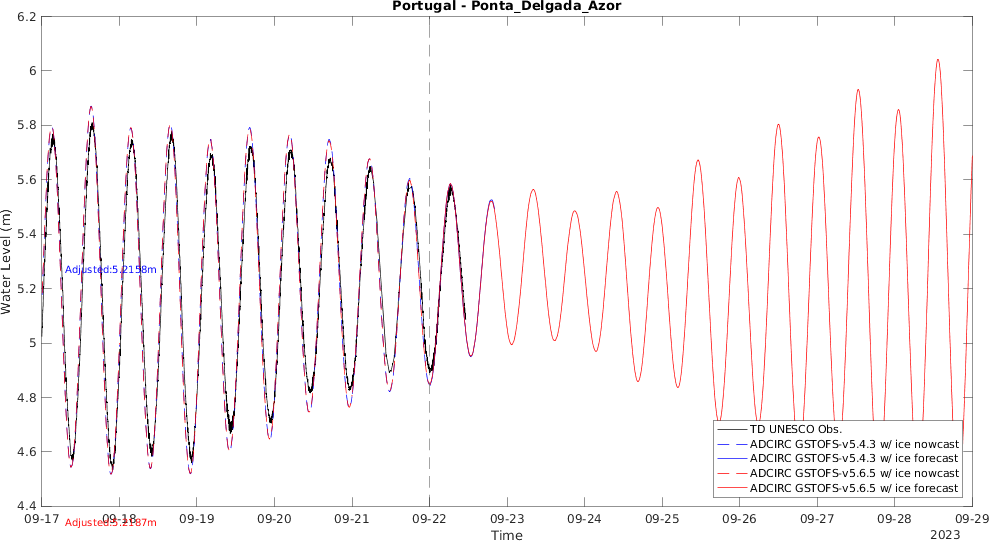 Portugal - Ponta_Delgada_Azor
6.2
6
5.8
5.6
5.4
5.2
5
4.8
4.6
4.4
Water Level (m)
Adjusted:5.2158m
Adjusted:5.2187m
TD UNESCO Obs.
ADCIRC GSTOFS-v5.4.3 w/ ice nowcast
ADCIRC GSTOFS-v5.4.3 w/ ice forecast
ADCIRC GSTOFS-v5.6.5 w/ ice nowcast
ADCIRC GSTOFS-v5.6.5 w/ ice forecast
09-17 09-18 09-19 09-20 09-21 09-22 09-23 09-24 09-25 09-26 09-27 09-28 09-29
Time
2023